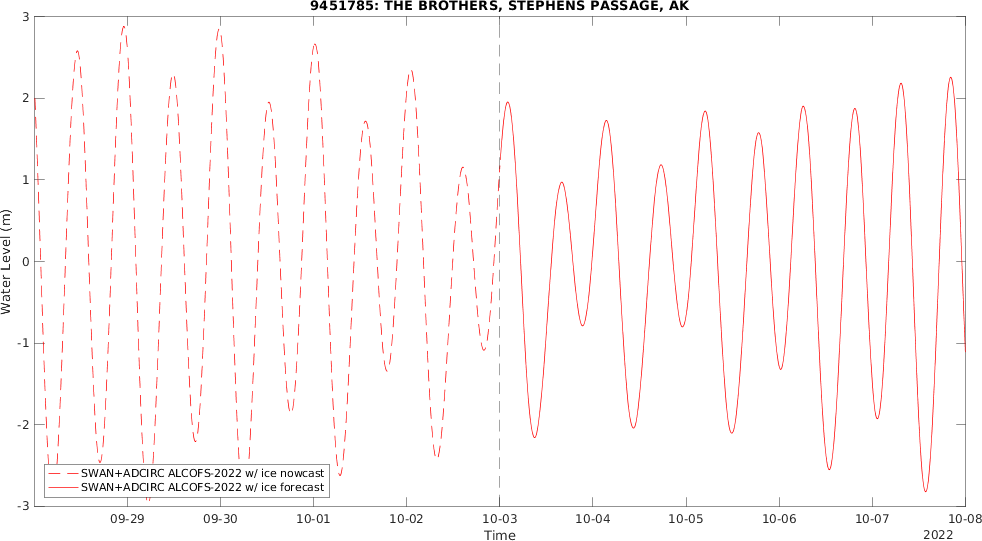 9451785: THE BROTHERS, STEPHENS PASSAGE, AK
3
2
1
0
-1
-2
-3
Water Level (m)
SWAN+ADCIRC ALCOFS-2022 w/ ice nowcast
SWAN+ADCIRC ALCOFS-2022 w/ ice forecast
09-29 09-30 10-01 10-02 10-03 10-04 10-05 10-06 10-07 10-08
Time
2022